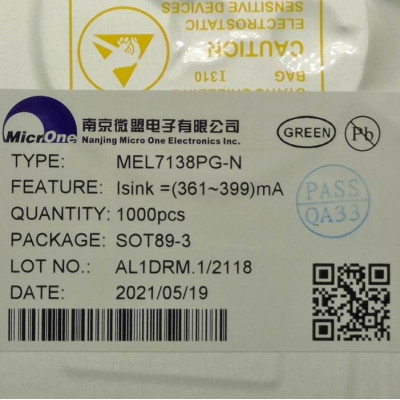 SENSITIVE DEVICES
ELECTROSTATIC
CAUTION
BAG
1310
MicrOne
南京微盟电子有限公司
Nanjing Micro One Electronics Inc.
GREEN
Pb
TYPE: MEL7138PG-N
FEATURE: Isink =(361~399)mA
QUANTITY: 1000pcs
PACKAGE: SOT89-3
LOT NO.: AL1DRM.1/2118
DATE: 2021/05/19
PASS
QA33